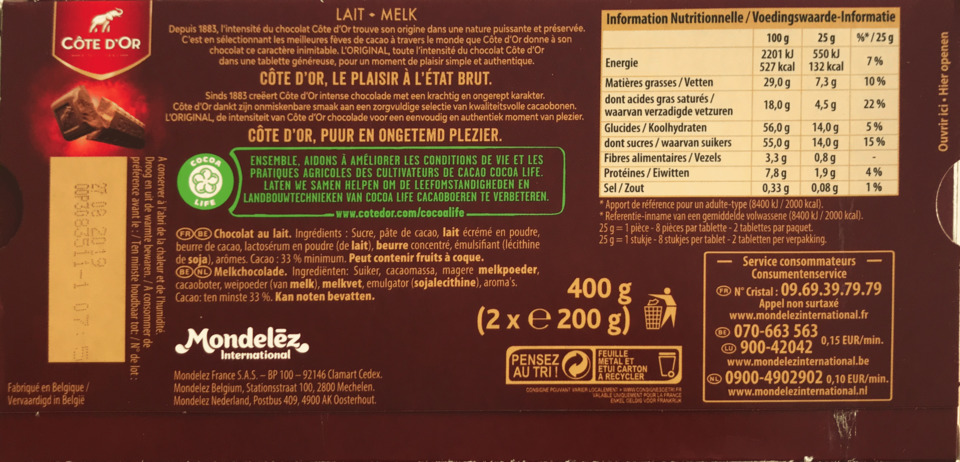 CÔTE D'OR
LAIT • MELK
Depuis 1883, l'intensité du chocolat Côte d'Or trouve son origine dans une nature puissante et préservée.
C'est en sélectionnant les meilleures fèves de cacao à travers le monde que Côte d'Or donne à son
chocolat ce caractère inimitable. L'ORIGINAL, toute l'intensité du chocolat Côte d'Or
dans une tablette généreuse, pour un moment de plaisir simple et authentique.
CÔTE D'OR, LE PLAISIR À L'ÉTAT BRUT.
Sinds 1883 creëert Côte d'Or intense chocolade met een krachtig en ongerept karakter.
Côte d'Or dankt zijn onmiskenbare smaak aan een zorgvuldige selectie van kwaliteitsvolle cacaobonen.
L'ORIGINAL, de intensiteit van Côte d'Or chocolade voor een eenvoudig en authentiek moment van plezier.
CÔTE D'OR, PUUR EN ONGETEMD PLEZIER.
COCOA
LIFE
ENSEMBLE, AIDONS À AMÉLIORER LES CONDITIONS DE VIE ET LES
PRATIQUES AGRICOLES DES CULTIVATEURS DE CACAO COCOA LIFE.
LATEN WE SAMEN HELPEN OM DE LEEFOMSTANDIGHEDEN EN
LANDBOUWTECHNIEKEN VAN COCOA LIFE CACAOBOEREN TE VERBETEREN.
www.cotedor.com/cocoalife
FR BE Chocolat au lait. Ingrédients : Sucre, pâte de cacao, lait écrémé en poudre,
beurre de cacao, lactosérum en poudre (de lait), beurre concentré, émulsifiant (lécithine
de soja), arômes. Cacao : 33 % minimum. Peut contenir fruits à coque.
BE NL Melkchocolade. Ingrediënten: Suiker, cacaomassa, magere melkpoeder,
cacaoboter, weipoeder (van melk), melkvet, emulgator (sojalecithine), aroma's.
Cacao: ten minste 33 %. Kan noten bevatten.
A conserver à l'abri de la chaleur et de l'humidité.
Droog en uit de warmte bewaren. / A consommer de
préférence avant le : / Ten minste houdbaar tot: / N° de lot :
27 08 2019
OOP3083511-1 07:
Fabriqué en Belgique /
Vervaardigd in België
Mondelēz
International
Mondelez France S.A.S. – BP 100 – 92146 Clamart Cedex.
Mondelez Belgium, Stationsstraat 100, 2800 Mechelen.
Mondelez Nederland, Postbus 409, 4900 AK Oosterhout.
400 g
(2 x e 200 g)
PENSEZ
AU TRI !
FEUILLE
METAL ET
ETUI CARTON
À RECYCLER
CONSIGNE POUVANT VARIER LOCALEMENT • WWW.CONSIGNESDETRI.FR
VALABLE UNIQUEMENT POUR LA FRANCE
ENKEL GELDIG VOOR FRANKRIJK
Information Nutritionnelle / Voedingswaarde-Informatie
100 g 25 g %* / 25 g
Energie 2201 kJ 527 kcal 550 kJ 132 kcal 7 %
Matières grasses / Vetten 29,0 g 7,3 g 10 %
dont acides gras saturés /
waarvan verzadigde vetzuren 18,0 g 4,5 g 22 %
Glucides / Koolhydraten 56,0 g 14,0 g 5 %
dont sucres / waarvan suikers 55,0 g 14,0 g 15 %
Fibres alimentaires / Vezels 3,3 g 0,8 g -
Protéines / Eiwitten 7,8 g 1,9 g 4 %
Sel / Zout 0,33 g 0,08 g 1 %
* Apport de référence pour un adulte-type (8400 kJ / 2000 kcal).
* Referentie-inname van een gemiddelde volwassene (8400 kJ / 2000 kcal).
25 g = 1 pièce - 8 pièces par tablette - 2 tablettes par paquet.
25 g = 1 stukje - 8 stukjes per tablet - 2 tabletten per verpakking.
Service consommateurs
Consumentenservice
FR N° Cristal : 09.69.39.79.79
Appel non surtaxé
www.mondelezinternational.fr
BE 070-663 563
LU 900-42042 0,15 EUR/min.
www.mondelezinternational.be
NL 0900-4902902 0,10 EUR/min.
www.mondelezinternational.nl
Ouvrir ici • Hier openen